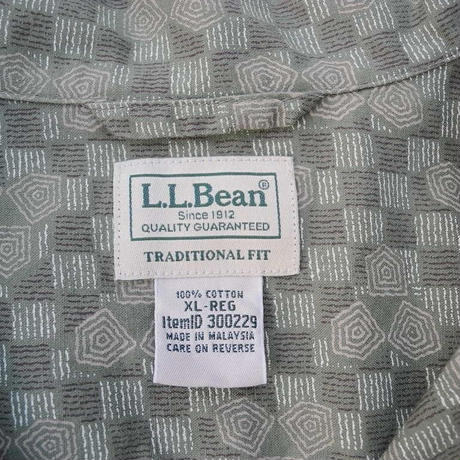 L.L.Bean®
Since 1912
QUALITY GUARANTEED
TRADITIONAL FIT
100% COTTON
XL-REG
ItemID 300229
MADE IN MALAYSIA
CARE ON REVERSE